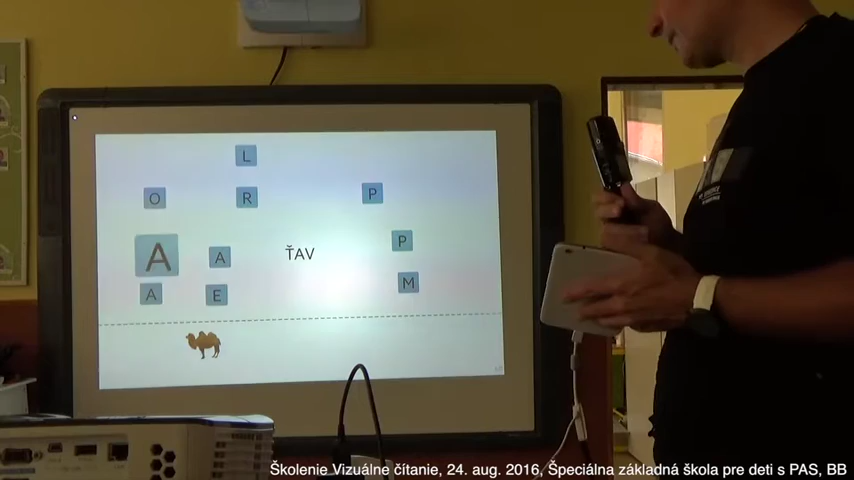 L
O R P
A A ŤAV P
A E M
Školenie Vizuálne čítanie, 24. aug. 2016, Špeciálna základná škola pre deti s PAS, BB